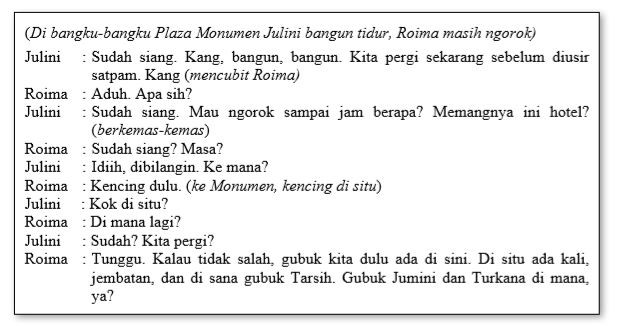 (Di bangku-bangku Plaza Monumen Julini bangun tidur, Roima masih ngorok)
Julini : Sudah siang. Kang, bangun, bangun. Kita pergi sekarang sebelum diusir
satpam. Kang (mencubit Roima)
Roima : Aduh. Apa sih?
Julini : Sudah siang. Mau ngorok sampai jam berapa? Memangnya ini hotel?
(berkemas-kemas)
Roima : Sudah siang? Masa?
Julini : Idiih, dibilangin. Ke mana?
Roima : Kencing dulu. (ke Monumen, kencing di situ)
Julini : Kok di situ?
Roima : Di mana lagi?
Julini : Sudah? Kita pergi?
Roima : Tunggu. Kalau tidak salah, gubuk kita dulu ada di sini. Di situ ada kali,
jembatan, dan di sana gubuk Tarsih. Gubuk Jumini dan Turkana di mana,
ya?